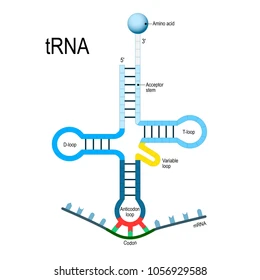 tRNA
Amino acid
3'
5'
Acceptor
stem
D-loop
T-loop
Variable
loop
Anticodon
loop
mRNA
Codon
shutterstock.com · 1056929588